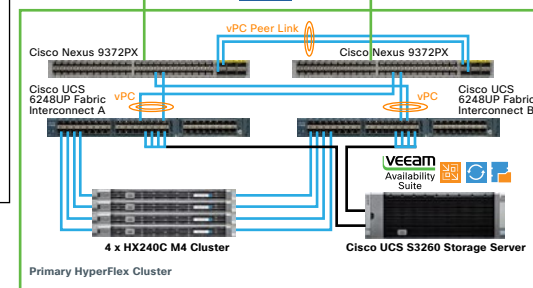 vPC Peer Link
Cisco Nexus 9372PX
Cisco Nexus 9372PX
Cisco UCS
6248UP Fabric
Interconnect A
vPC
vPC
Cisco UCS
6248UP Fabric
Interconnect B
veeam
Availability
Suite
4 x HX240C M4 Cluster
Cisco UCS S3260 Storage Server
Primary HyperFlex Cluster